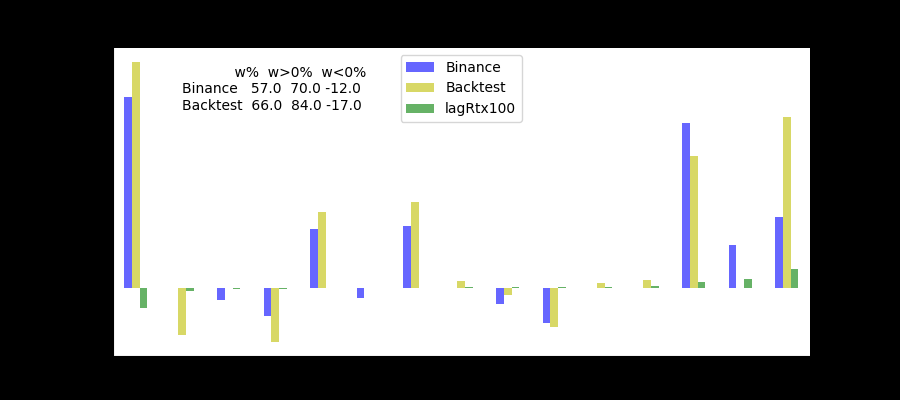 w% w>0% w<0%
Binance 57.0 70.0 -12.0
Backtest 66.0 84.0 -17.0
Binance
Backtest
lagRtx100